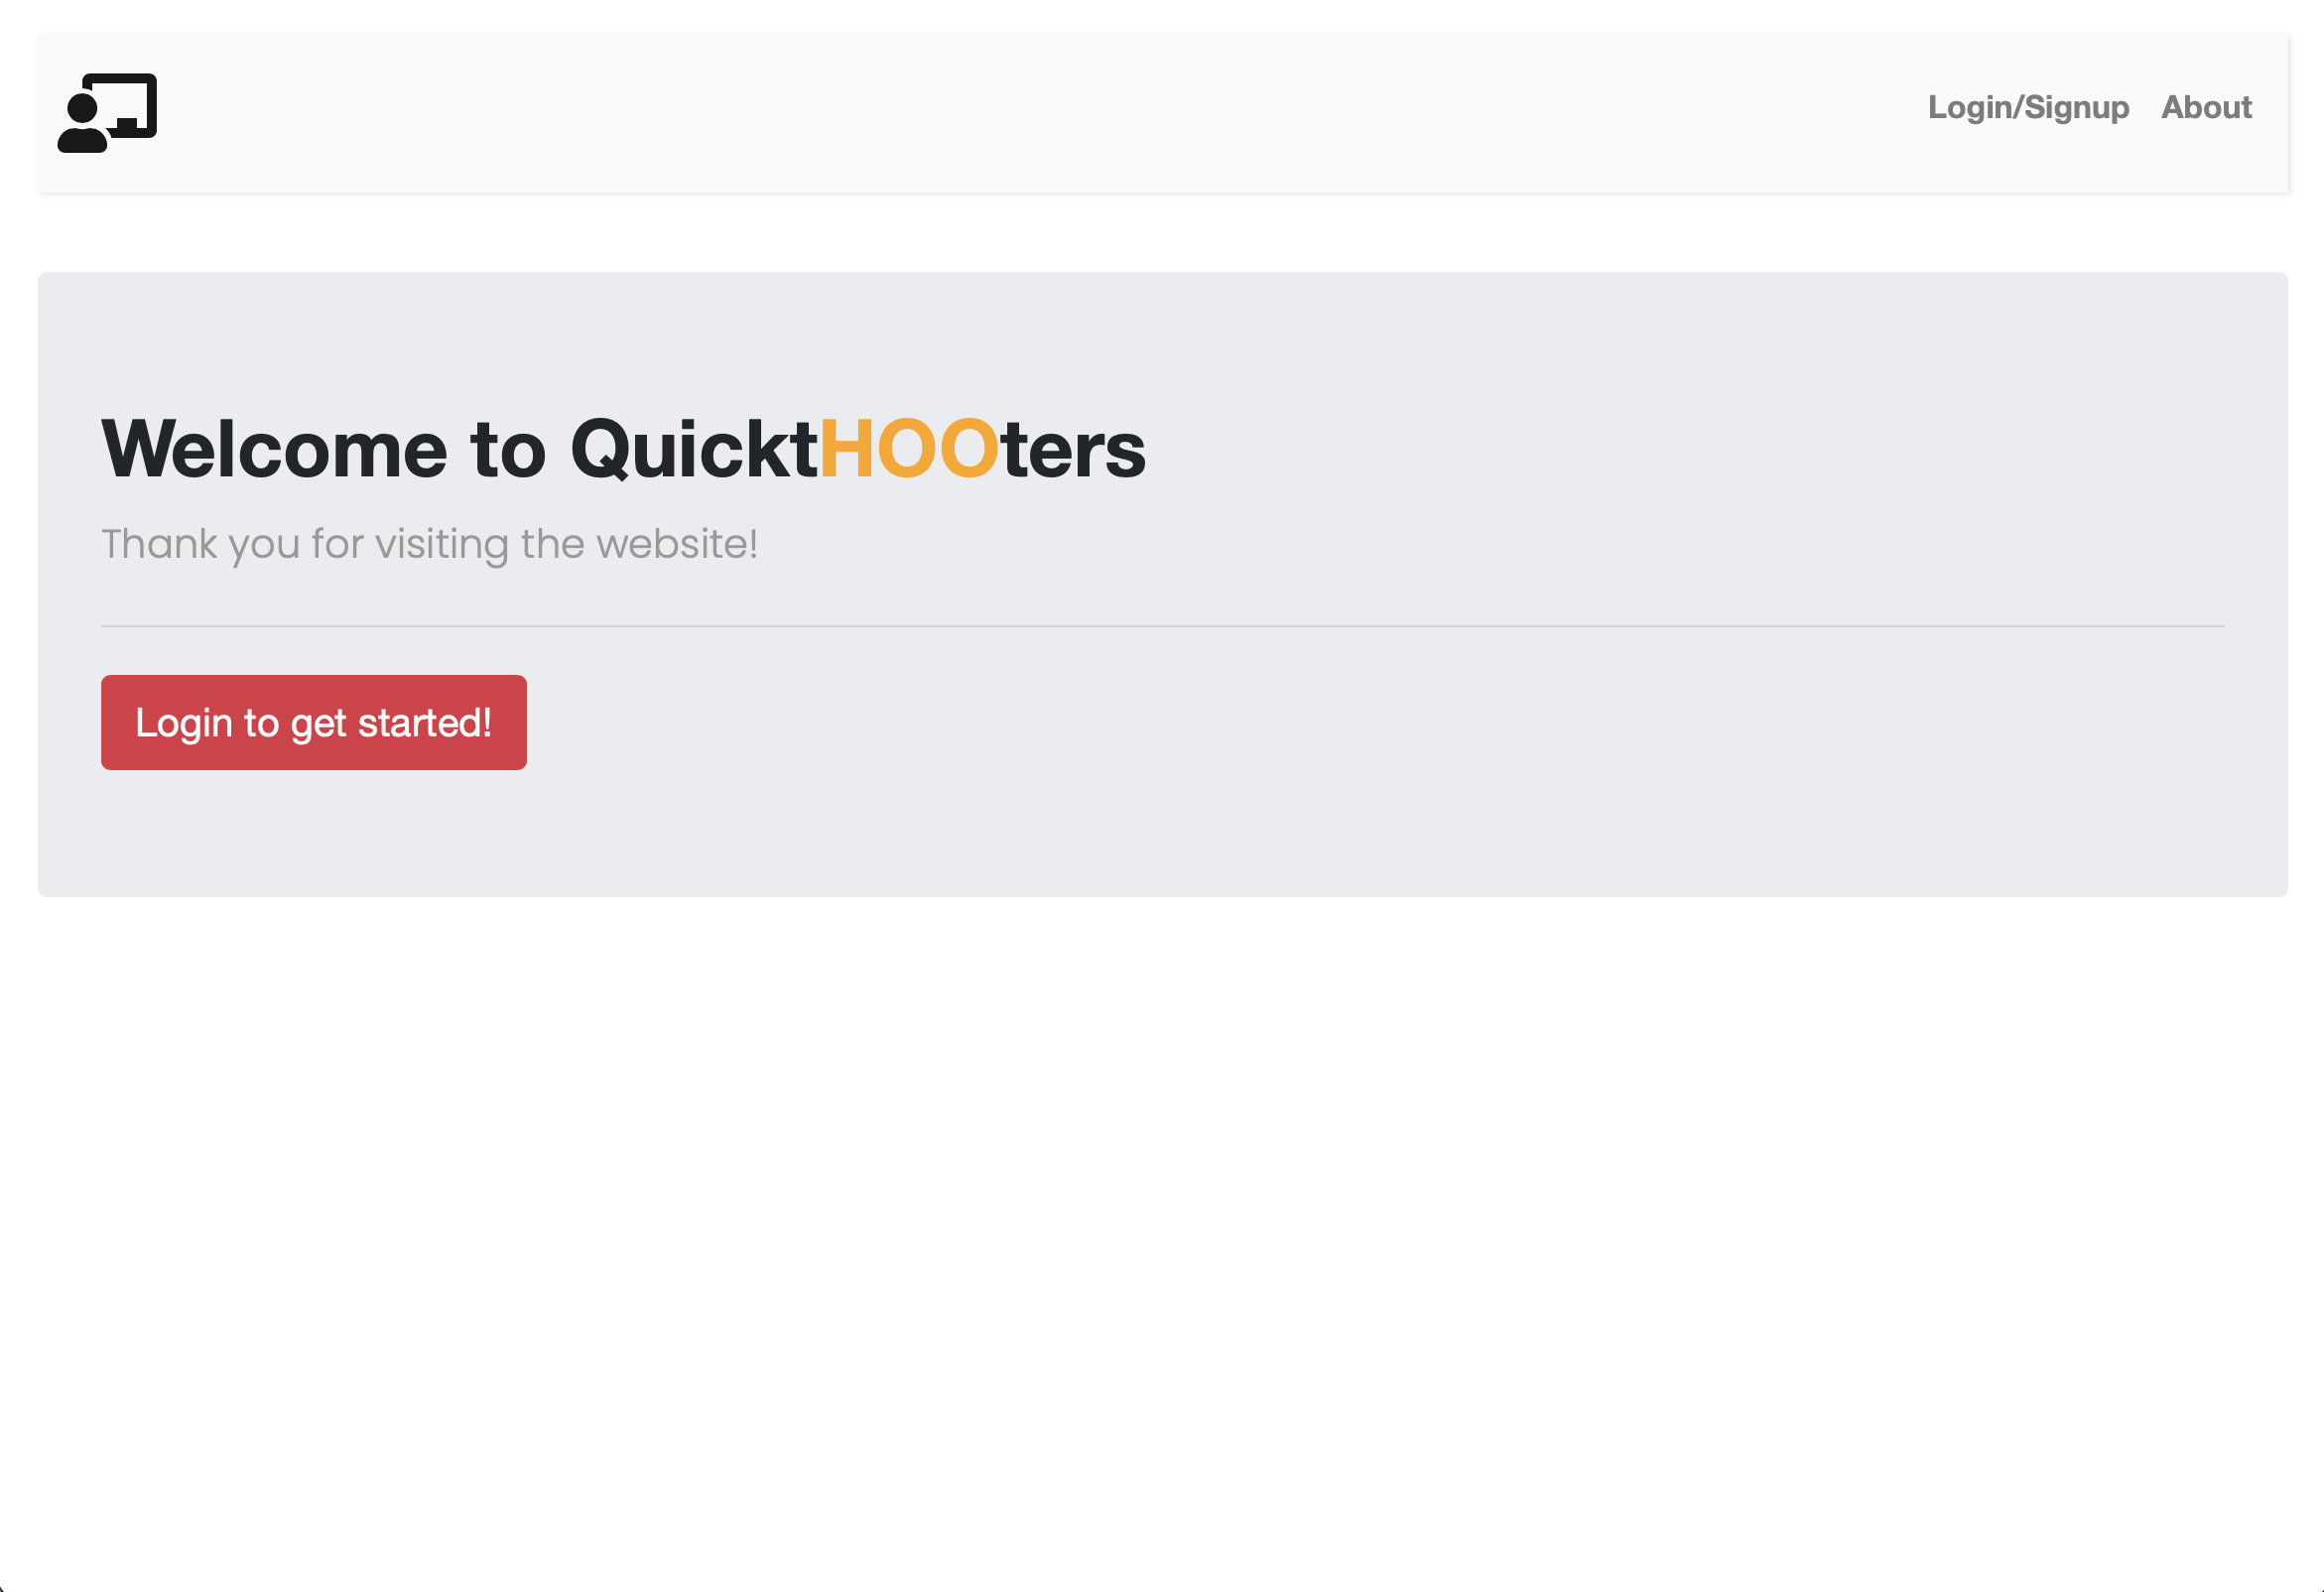 Login/Signup About
Welcome to QuicktHOOters
Thank you for visiting the website!
Login to get started!